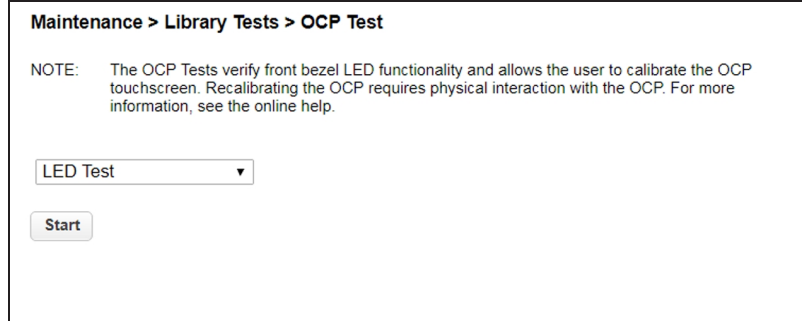 Maintenance > Library Tests > OCP Test
NOTE: The OCP Tests verify front bezel LED functionality and allows the user to calibrate the OCP
touchscreen. Recalibrating the OCP requires physical interaction with the OCP. For more
information, see the online help.
LED Test
Start